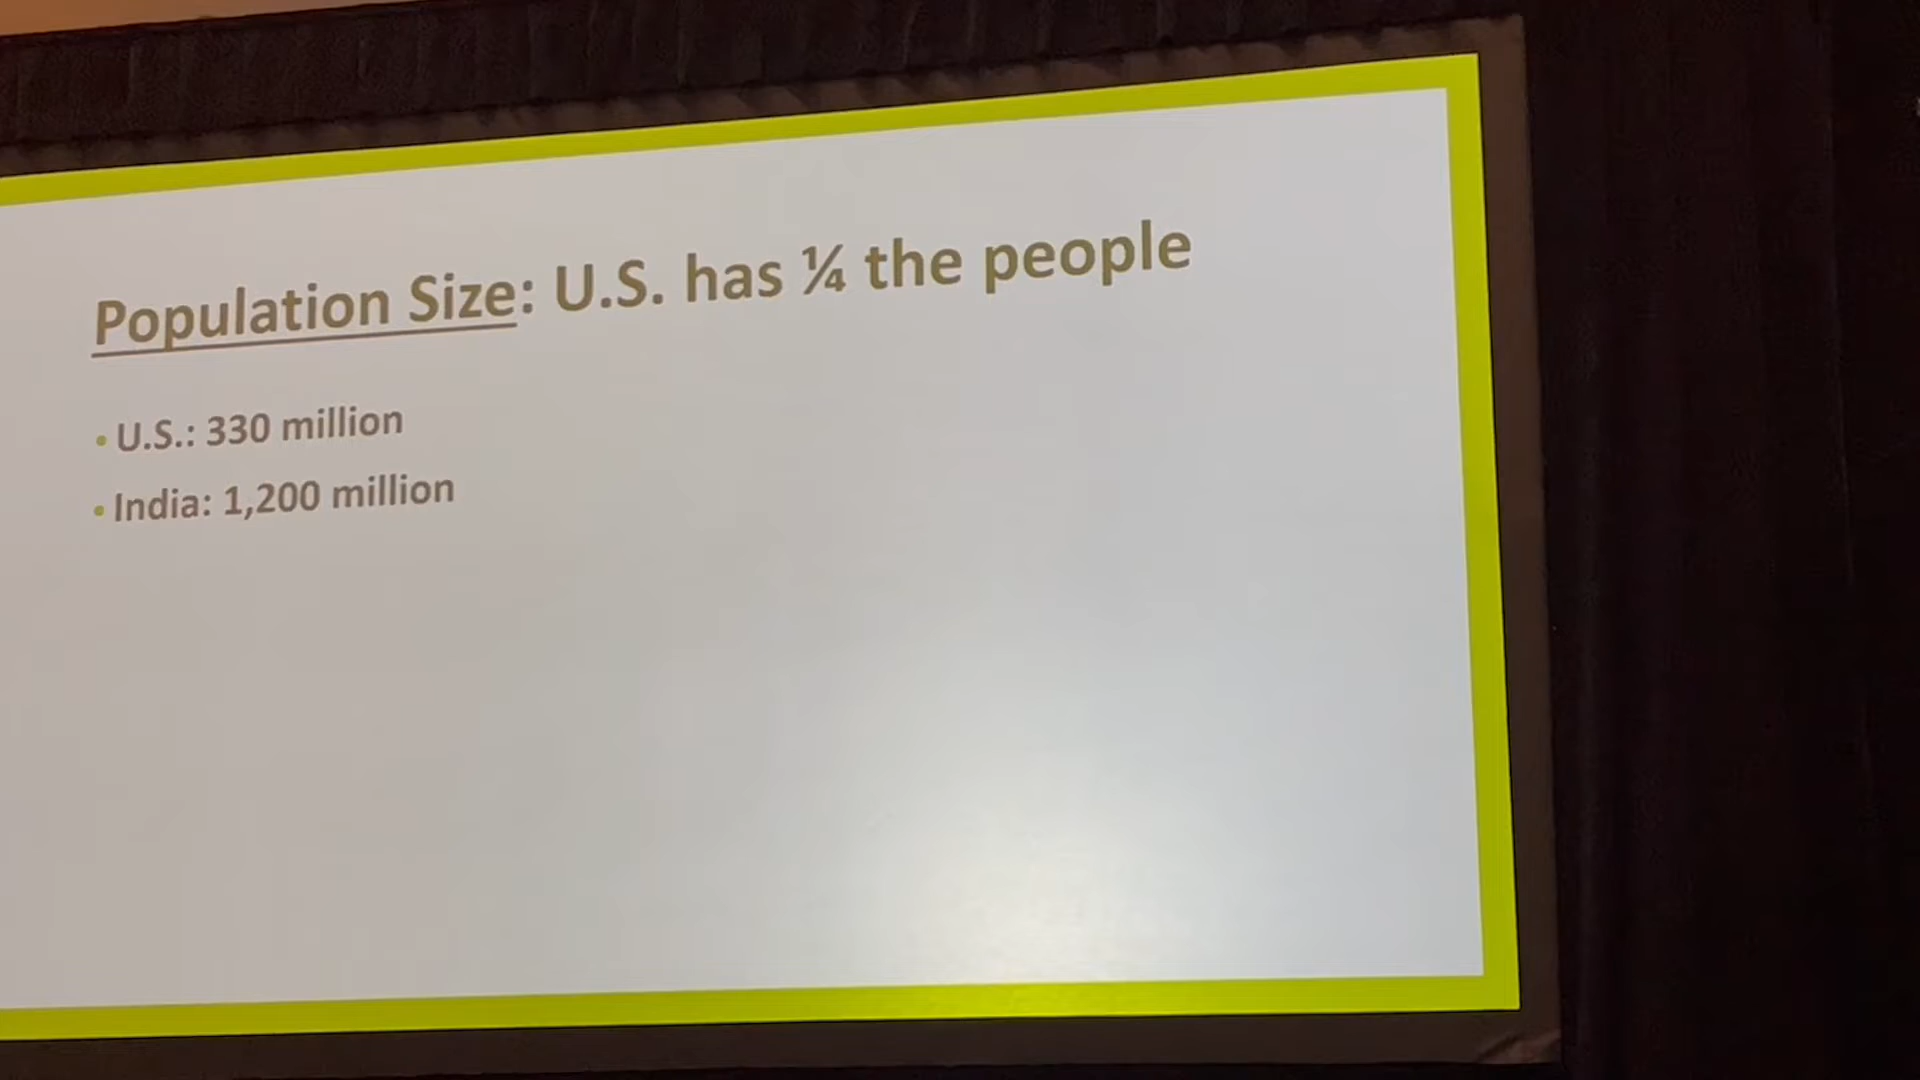 Population Size: U.S. has ¼ the people
• U.S.: 330 million
• India: 1,200 million